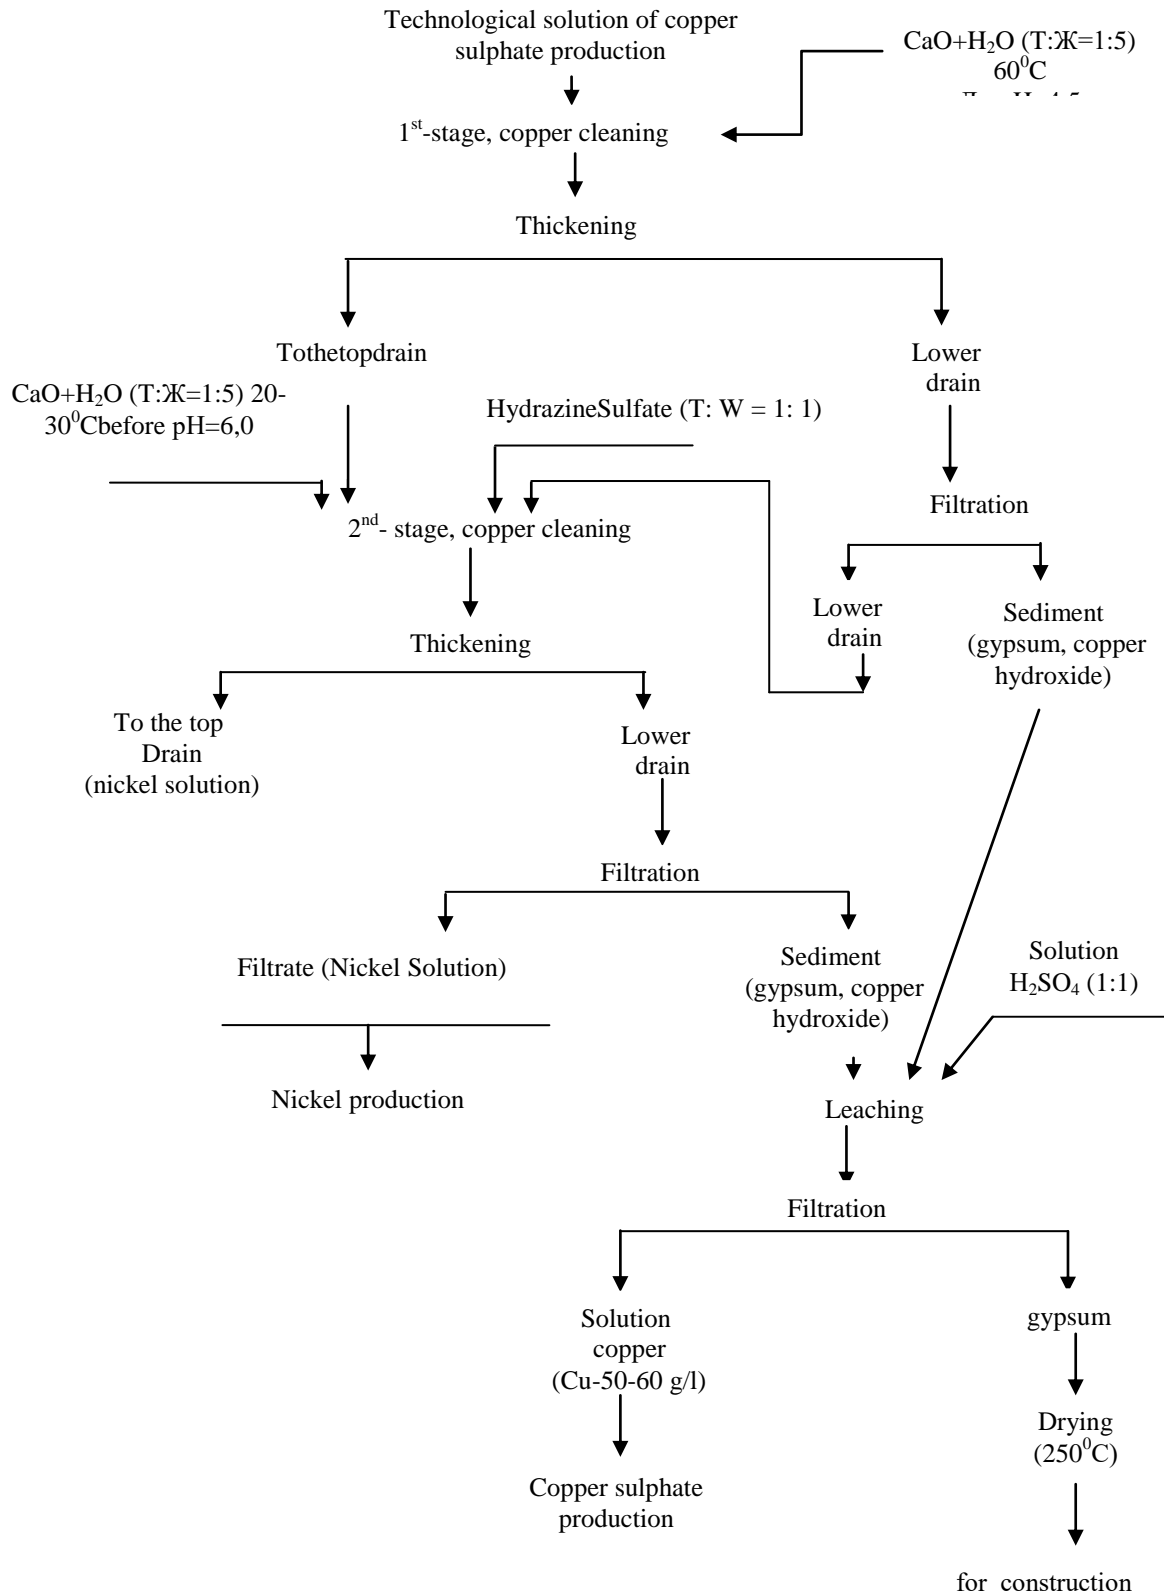 Technological solution of copper
sulphate production
CaO+H₂O (Т:Ж=1:5)
60⁰C
1ˢᵗ-stage, copper cleaning
Thickening
Tothetopdrain
Lower
drain
CaO+H₂O (Т:Ж=1:5) 20-
30⁰Cbefore pH=6,0
HydrazineSulfate (T: W = 1: 1)
Filtration
2ⁿᵈ- stage, copper cleaning
Lower
drain
Sediment
(gypsum, copper
hydroxide)
Thickening
To the top
Drain
(nickel solution)
Lower
drain
Filtration
Filtrate (Nickel Solution)
Sediment
(gypsum, copper
hydroxide)
Solution
H₂SO₄ (1:1)
Nickel production
Leaching
Filtration
Solution
copper
(Cu-50-60 g/l)
gypsum
Drying
(250⁰C)
Copper sulphate
production
for construction